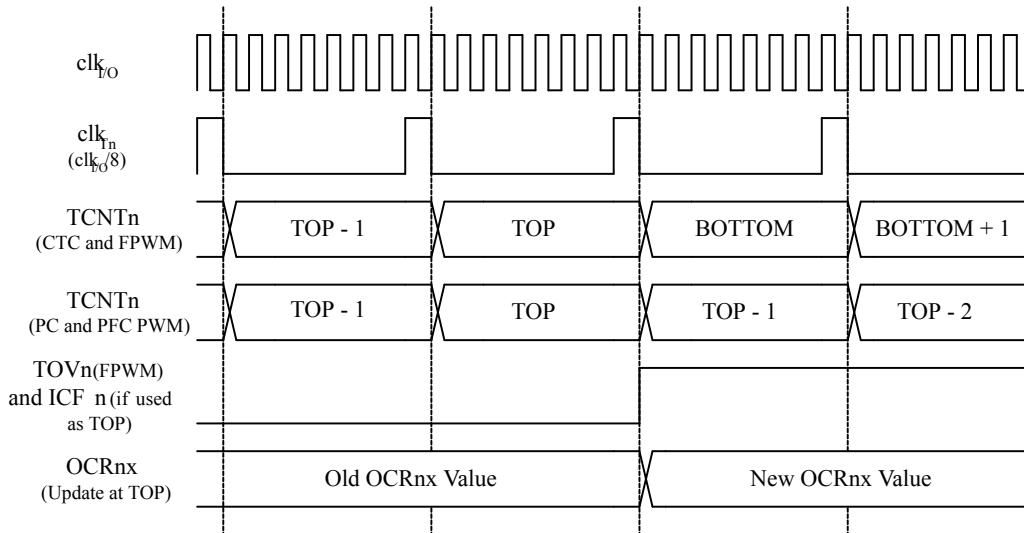 clk I/O
clk Tn
(clk I/O /8)
TCNTn
(CTC and FPWM)
TOP - 1
TOP
BOTTOM
BOTTOM + 1
TCNTn
(PC and PFC PWM)
TOP - 1
TOP
TOP - 1
TOP - 2
TOVn(FPWM)
and ICF n (if used
as TOP)
OCRnx
(Update at TOP)
Old OCRnx Value
New OCRnx Value